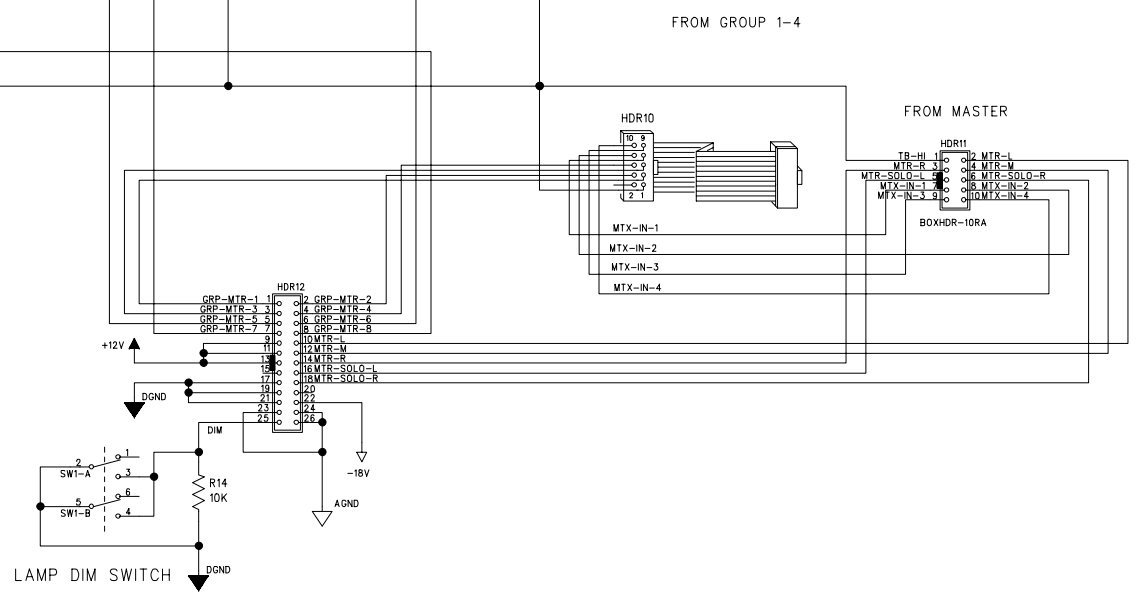 FROM GROUP 1-4
FROM MASTER
HDR10
10 9
2 1
HDR11
TB-HI 1 2 MTR-L
MTR-R 3 4 MTR-M
MTR-SOLO-L 5 6 MTR-SOLO-R
MTX-IN-1 7 8 MTX-IN-2
MTX-IN-3 9 10 MTX-IN-4
BOXHDR-10RA
MTX-IN-1
MTX-IN-2
MTX-IN-3
MTX-IN-4
HDR12
GRP-MTR-1 1 2 GRP-MTR-2
GRP-MTR-3 3 4 GRP-MTR-4
GRP-MTR-5 5 6 GRP-MTR-6
GRP-MTR-7 7 8 GRP-MTR-8
9 10 MTR-L
11 12 MTR-M
13 14 MTR-R
15 16 MTR-SOLO-L
17 18 MTR-SOLO-R
19 20
21 22
23 24
25 26
+12V
DGND
DIM
-18V
AGND
2 1
SW1-A 3
6
5
SW1-B 4
R14
10K
DGND
LAMP DIM SWITCH